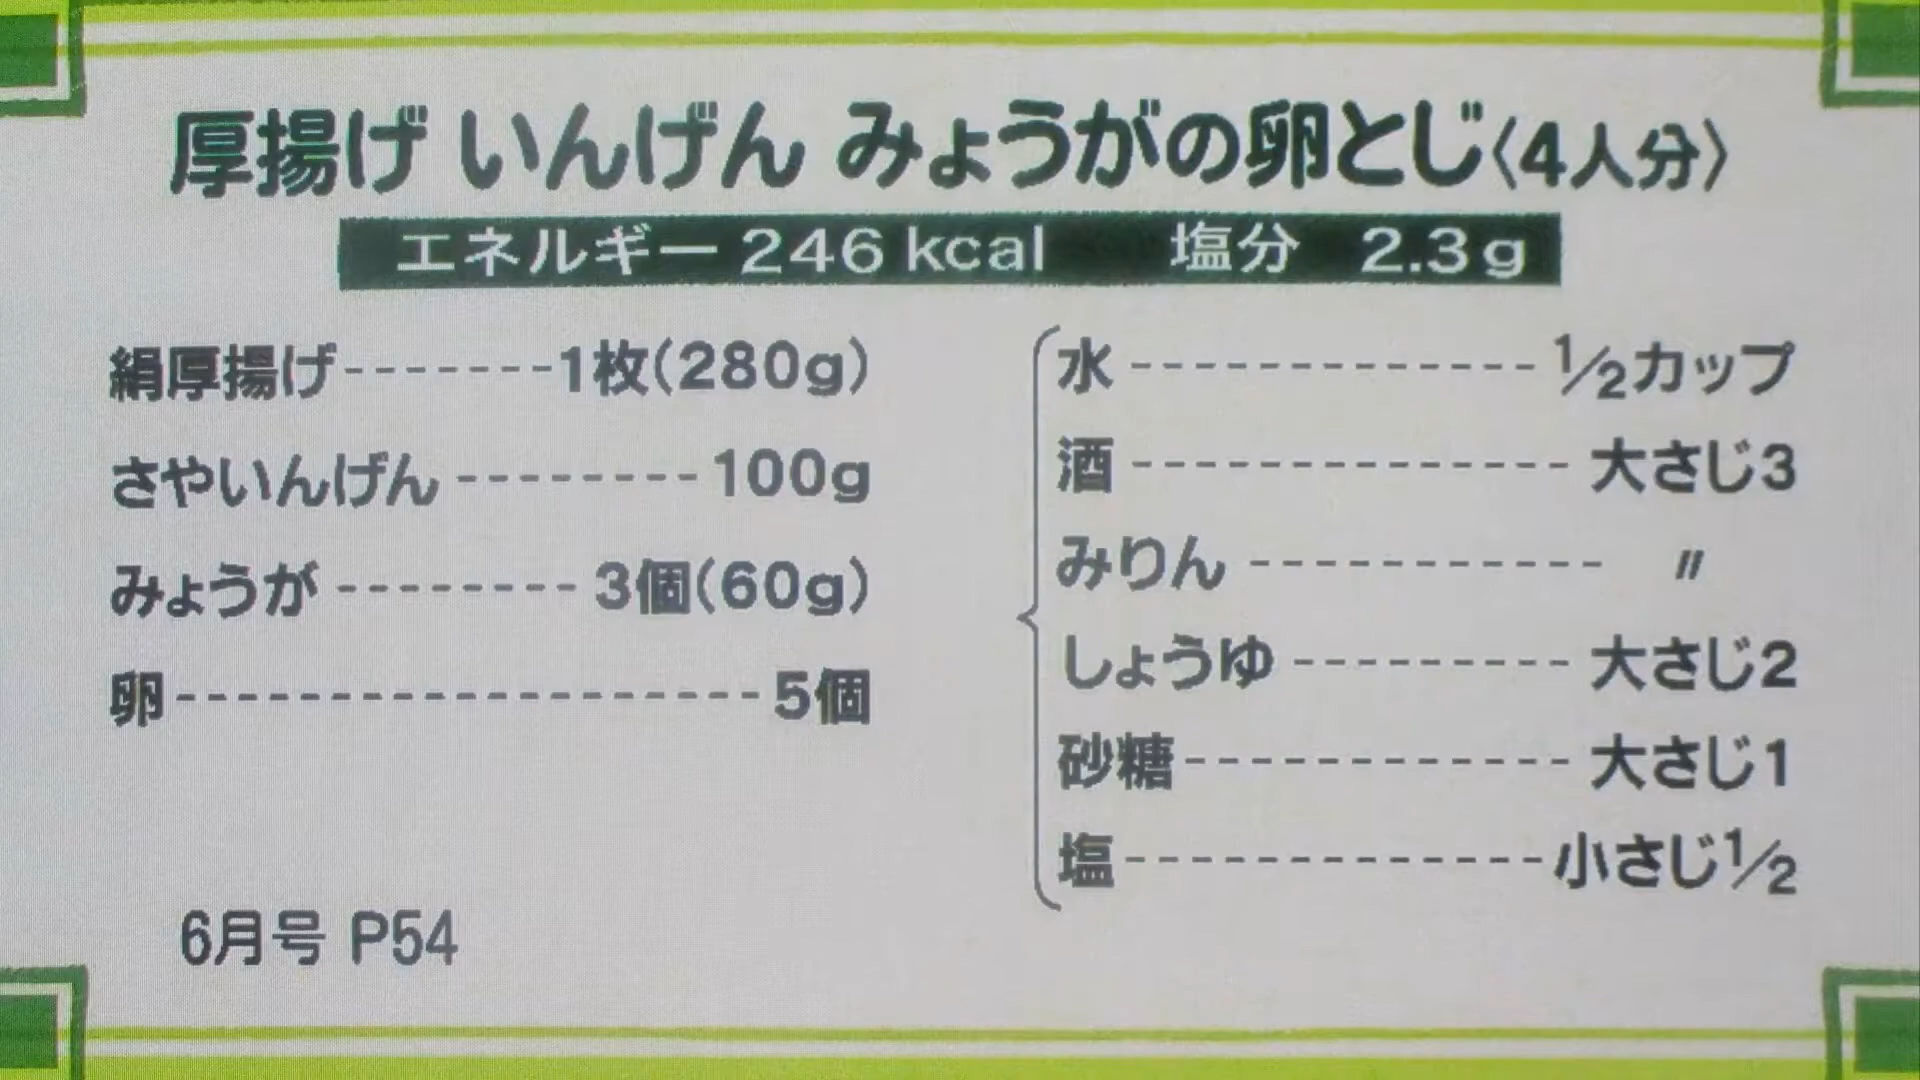 厚揚げ いんげん みょうがの卵とじ〈4人分〉
エネルギー 246 kcal 塩分 2.3g
絹厚揚げ-------1枚(280g)
さやいんげん--------100g
みょうが--------3個(60g)
卵----------------5個
水-------------1/2カップ
酒--------------大さじ3
みりん----------- 〃
しょうゆ---------大さじ2
砂糖------------大さじ1
塩--------------小さじ1/2
6月号 P54